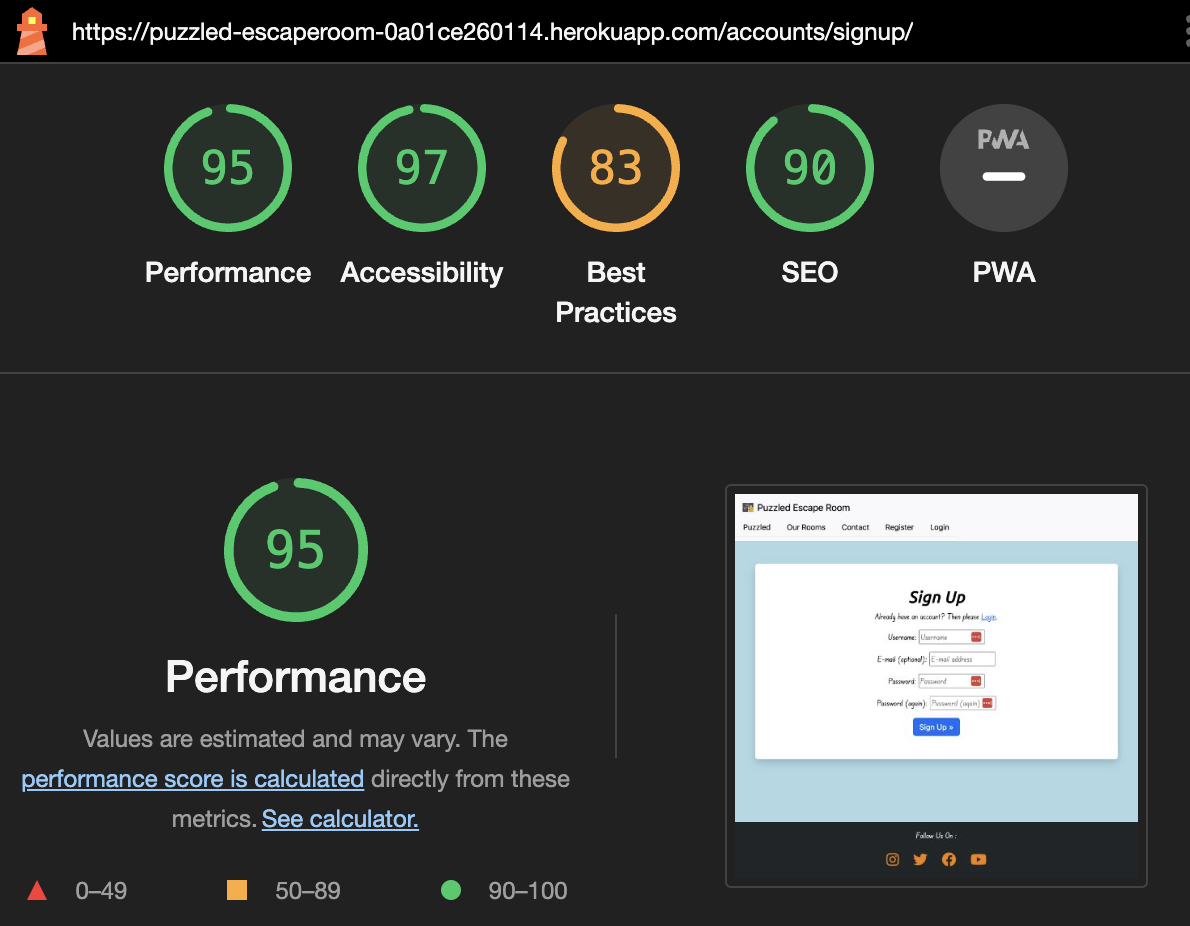 https://puzzled-escaperoom-0a01ce260114.herokuapp.com/accounts/signup/
95
97
83
90
PWA
Performance
Accessibility
Best
Practices
SEO
PWA
95
Performance
Values are estimated and may vary. The
performance score is calculated directly from these
metrics. See calculator.
0–49
50–89
90–100
Puzzled Escape Room
Puzzled Our Rooms Contact Register Login
Sign Up
Already have an account? Then please Login.
Username: Username
E-mail (optional): E-mail address
Password: Password
Password (again): Password (again)
Sign Up »
Follow Us On :